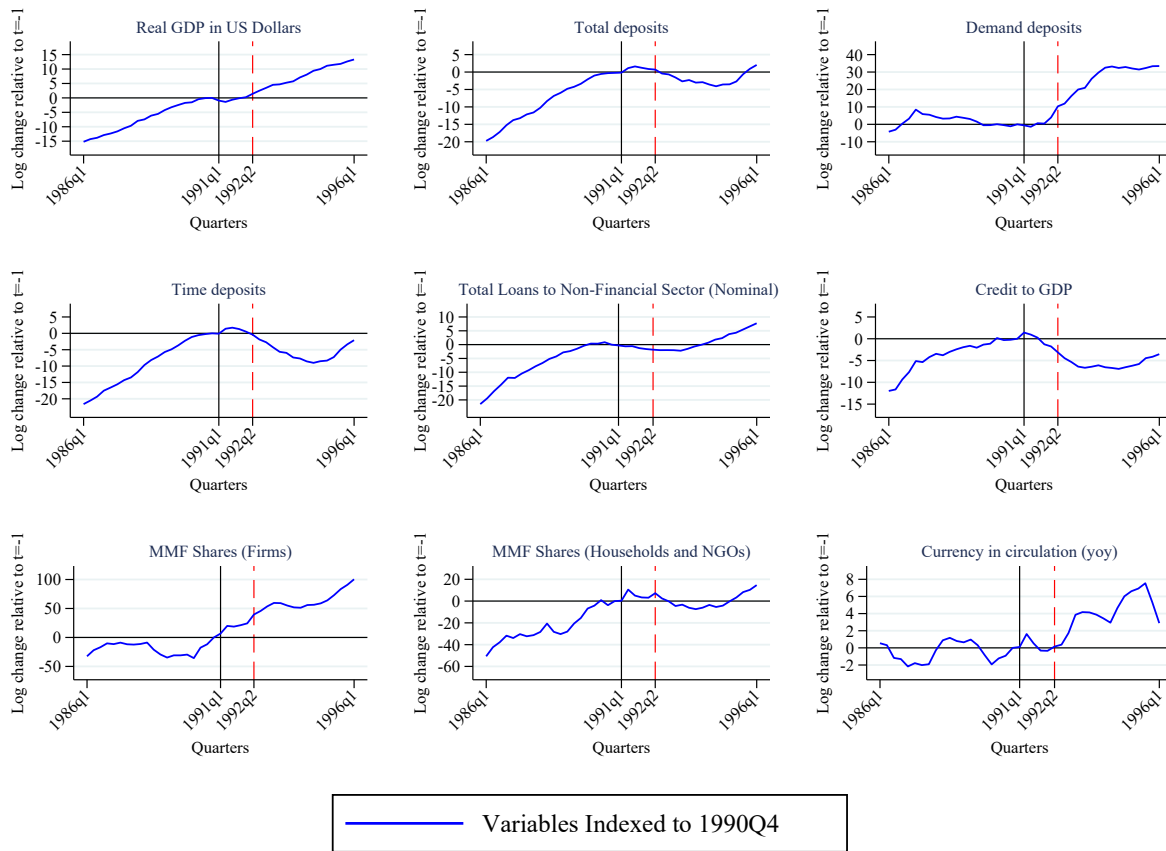 Real GDP in US Dollars
Log change relative to t=-1
15
10
5
0
-5
-10
-15
1986q1
1991q1
1992q2
1996q1
Quarters
Total deposits
Log change relative to t=-1
5
0
-5
-10
-15
-20
1986q1
1991q1
1992q2
1996q1
Quarters
Demand deposits
Log change relative to t=-1
40
30
20
10
0
-10
1986q1
1991q1
1992q2
1996q1
Quarters
Time deposits
Log change relative to t=-1
5
0
-5
-10
-15
-20
1986q1
1991q1
1992q2
1996q1
Quarters
Total Loans to Non-Financial Sector (Nominal)
Log change relative to t=-1
10
5
0
-5
-10
-15
-20
1986q1
1991q1
1992q2
1996q1
Quarters
Credit to GDP
Log change relative to t=-1
5
0
-5
-10
-15
1986q1
1991q1
1992q2
1996q1
Quarters
MMF Shares (Firms)
Log change relative to t=-1
100
50
0
-50
1986q1
1991q1
1992q2
1996q1
Quarters
MMF Shares (Households and NGOs)
Log change relative to t=-1
20
0
-20
-40
-60
1986q1
1991q1
1992q2
1996q1
Quarters
Currency in circulation (yoy)
Log change relative to t=-1
8
6
4
2
0
-2
1986q1
1991q1
1992q2
1996q1
Quarters
Variables Indexed to 1990Q4